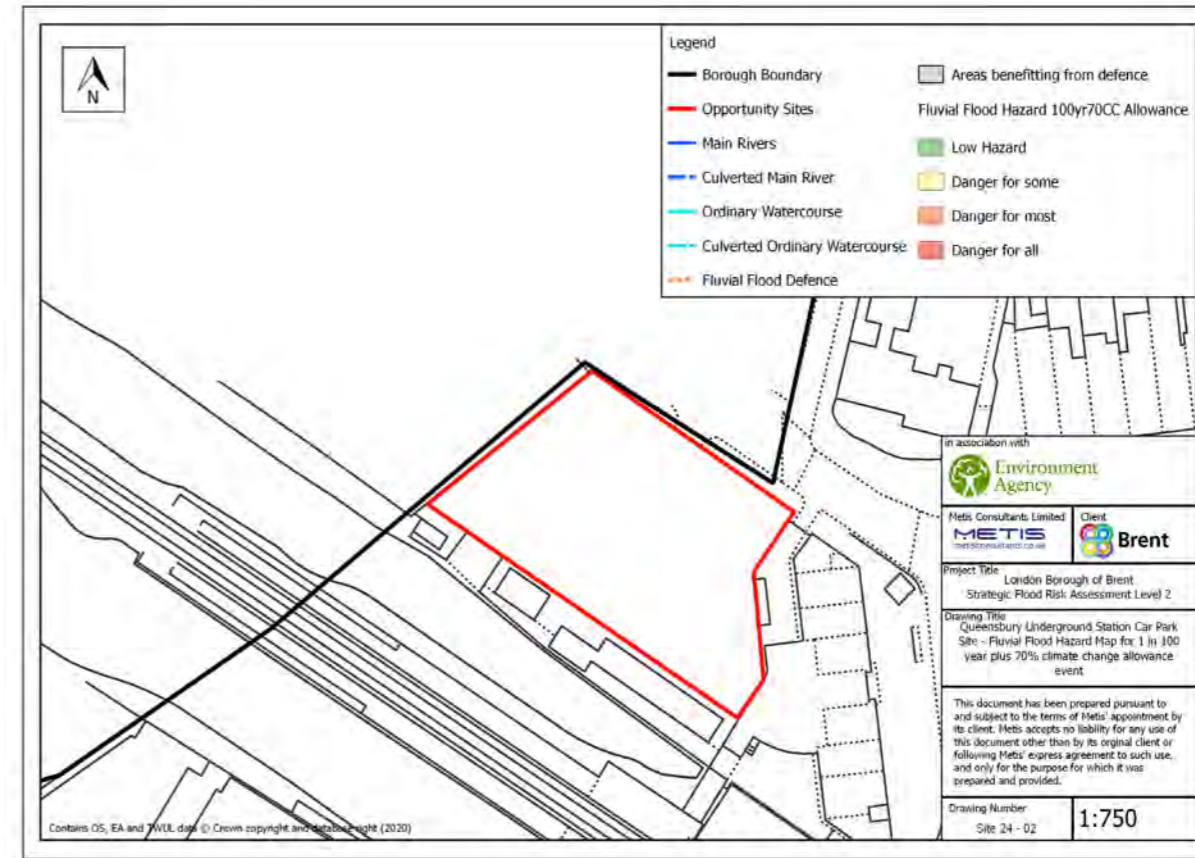 N
Legend
Borough Boundary
Opportunity Sites
Main Rivers
Culverted Main River
Ordinary Watercourse
Culverted Ordinary Watercourse
Fluvial Flood Defence
Areas benefitting from defence
Fluvial Flood Hazard 100yr70CC Allowance
Low Hazard
Danger for some
Danger for most
Danger for all
in association with
Environment
Agency
Metis Consultants Limited
METIS
metisconsultants.co.uk
Client
Brent
Project Title
London Borough of Brent
Strategic Flood Risk Assessment Level 2
Drawing Title
Queensbury Underground Station Car Park
Site - Fluvial Flood Hazard Map for 1 in 100
year plus 70% climate change allowance
event
This document has been prepared pursuant to
and subject to the terms of Metis' appointment by
its client. Metis accepts no liability for any use of
this document other than by its orginal client or
following Metis' express agreement to such use,
and only for the purpose for which it was
prepared and provided.
Drawing Number
Site 24 - 02
1:750
Contains OS, EA and TWUL data © Crown copyright and database right (2020)